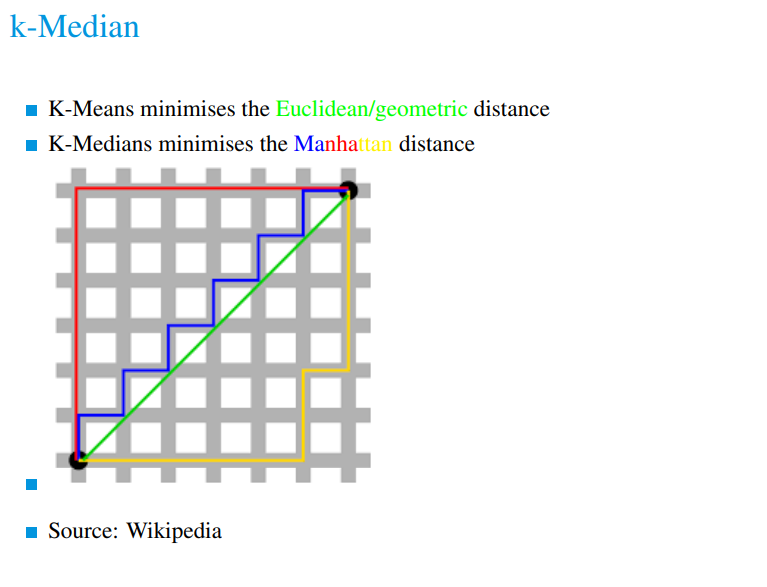 k-Median
K-Means minimises the Euclidean/geometric distance
K-Medians minimises the Manhattan distance
Source: Wikipedia